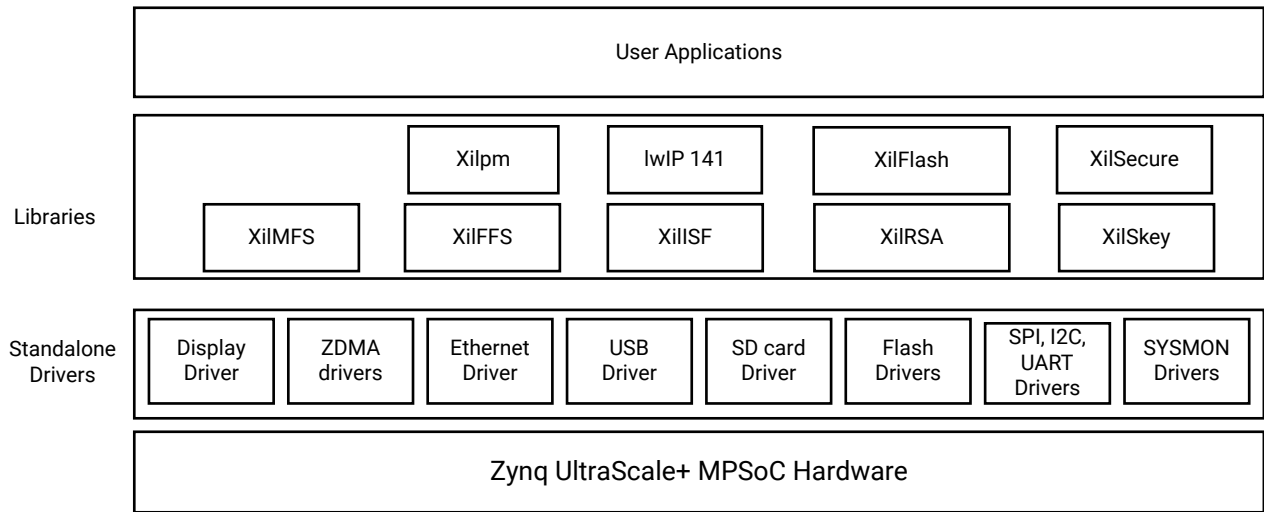 User Applications
Libraries
Xilpm
lwIP 141
XilFlash
XilSecure
XilMFS
XilFFS
XilISF
XilRSA
XilSkey
Standalone
Drivers
Display
Driver
ZDMA
drivers
Ethernet
Driver
USB
Driver
SD card
Driver
Flash
Drivers
SPI, I2C,
UART
Drivers
SYSMON
Drivers
Zynq UltraScale+ MPSoC Hardware